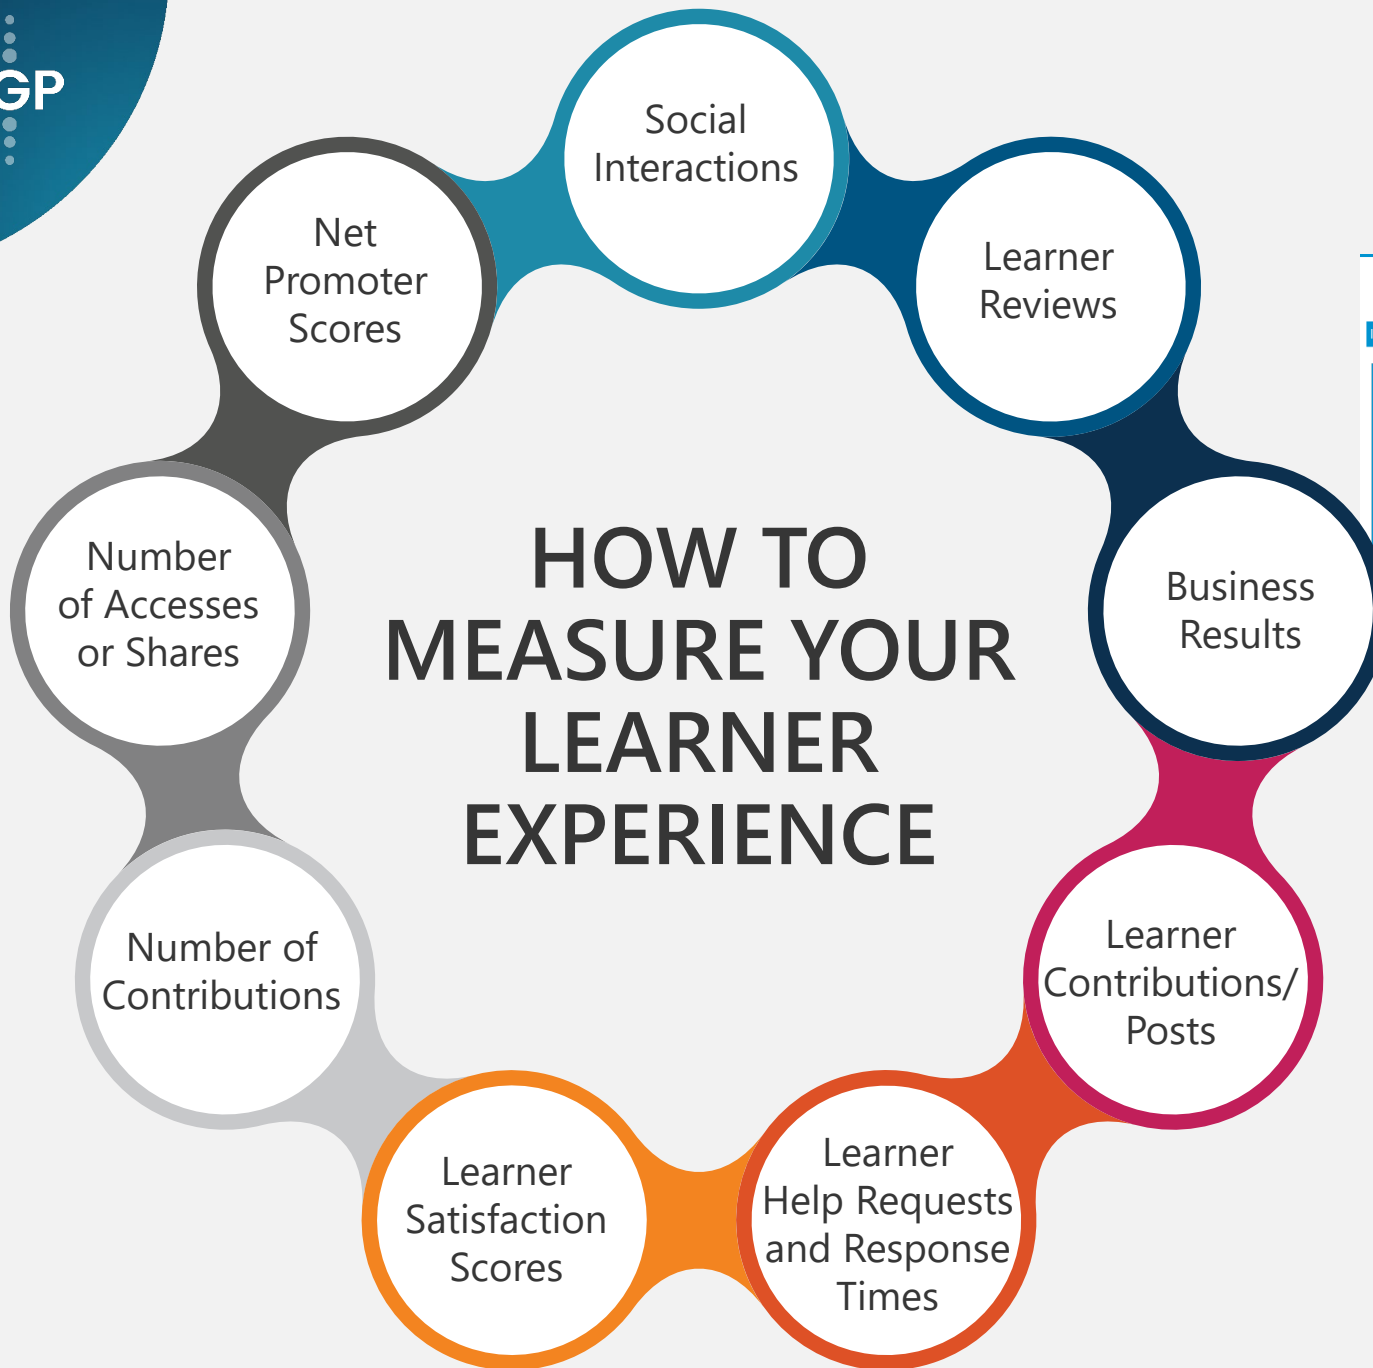 GP
Social
Interactions
Learner
Reviews
Business
Results
Learner
Contributions/
Posts
Learner
Help Requests
and Response
Times
Learner
Satisfaction
Scores
Number of
Contributions
Number
of Accesses
or Shares
Net
Promoter
Scores
HOW TO
MEASURE YOUR
LEARNER
EXPERIENCE